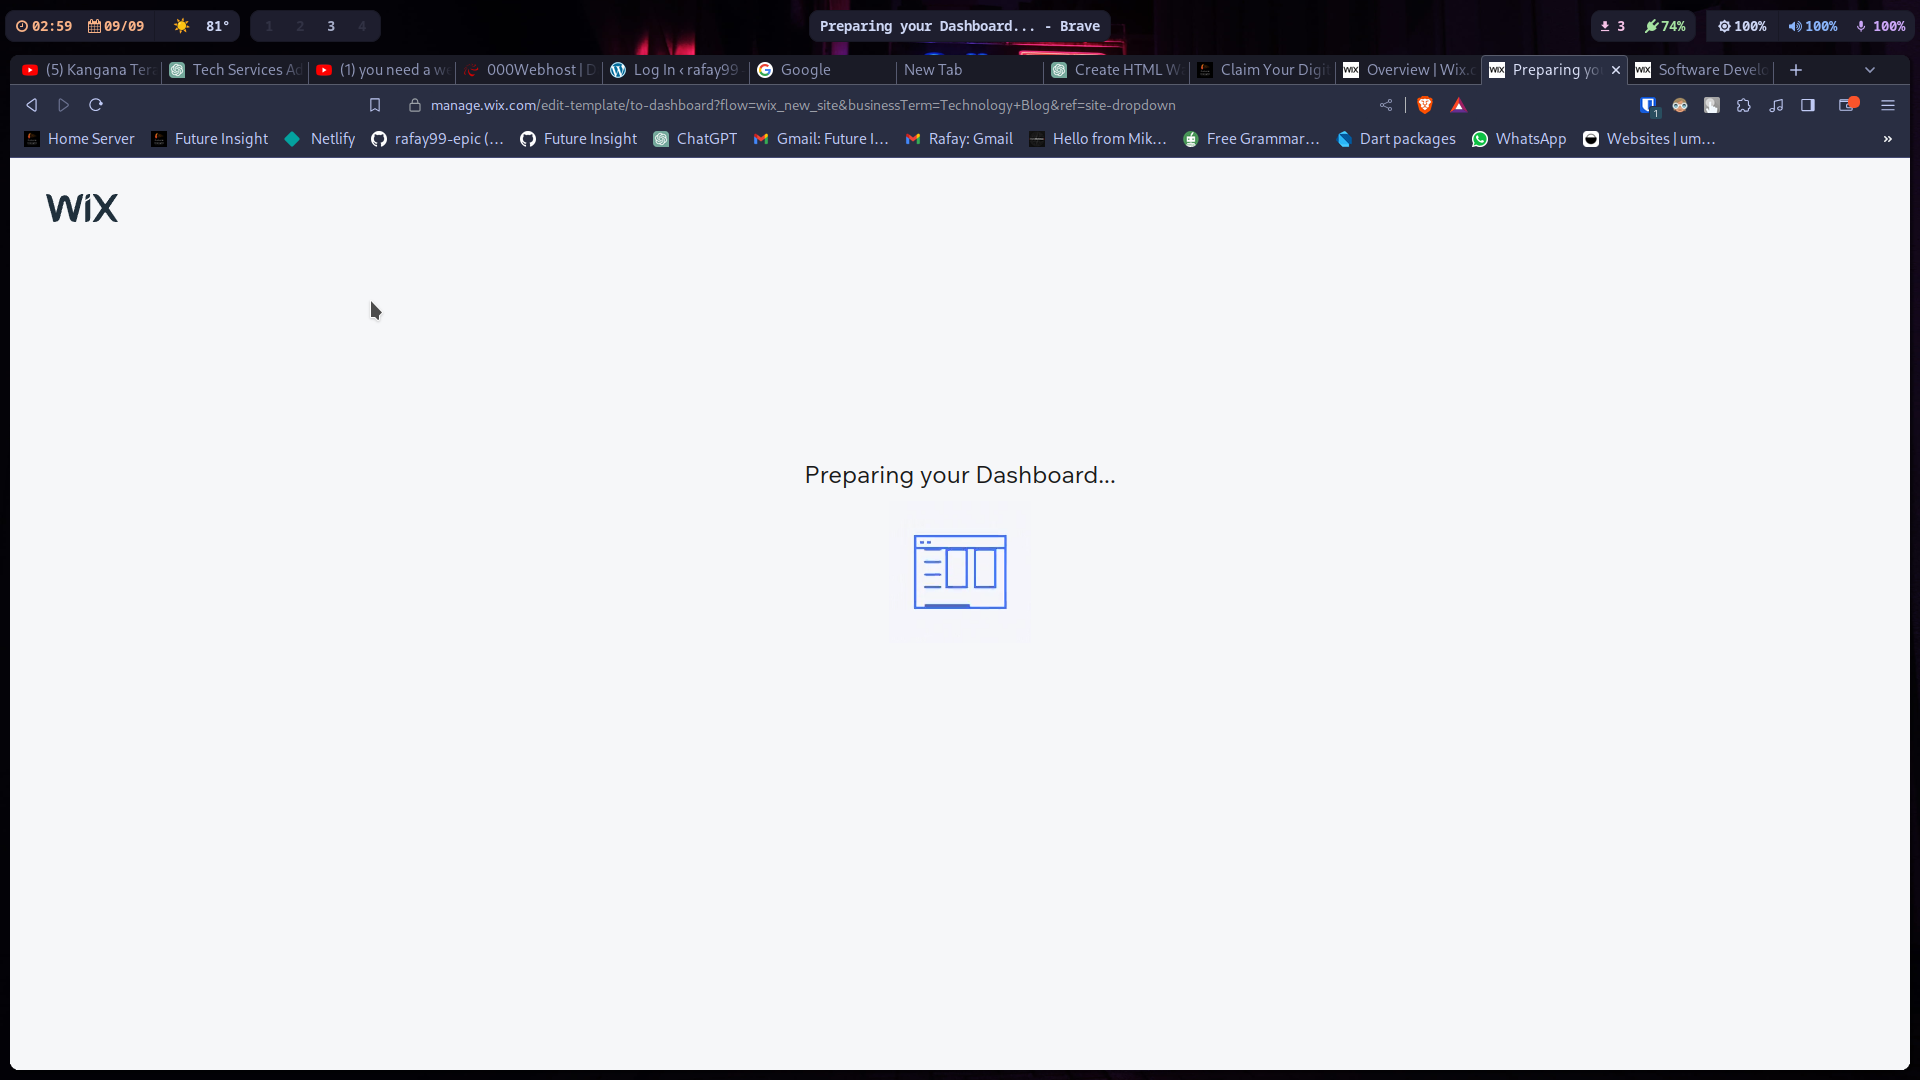 02:59 09/09 81° 1 2 3 4 Preparing your Dashboard... - Brave 3 74% 100% 100% 100%
(5) Kangana Ter Tech Services Ad (1) you need a we 000Webhost | D Log In ‹ rafay99 Google New Tab Create HTML W Claim Your Digi Overview | Wix.c Preparing yo Software Develo
manage.wix.com/edit-template/to-dashboard?flow=wix_new_site&businessTerm=Technology+Blog&ref=site-dropdown 1
Home Server Future Insight Netlify rafay99-epic (... Future Insight ChatGPT Gmail: Future I... Rafay: Gmail Hello from Mik... Free Grammar... Dart packages WhatsApp Websites | um... »
WiX
Preparing your Dashboard...